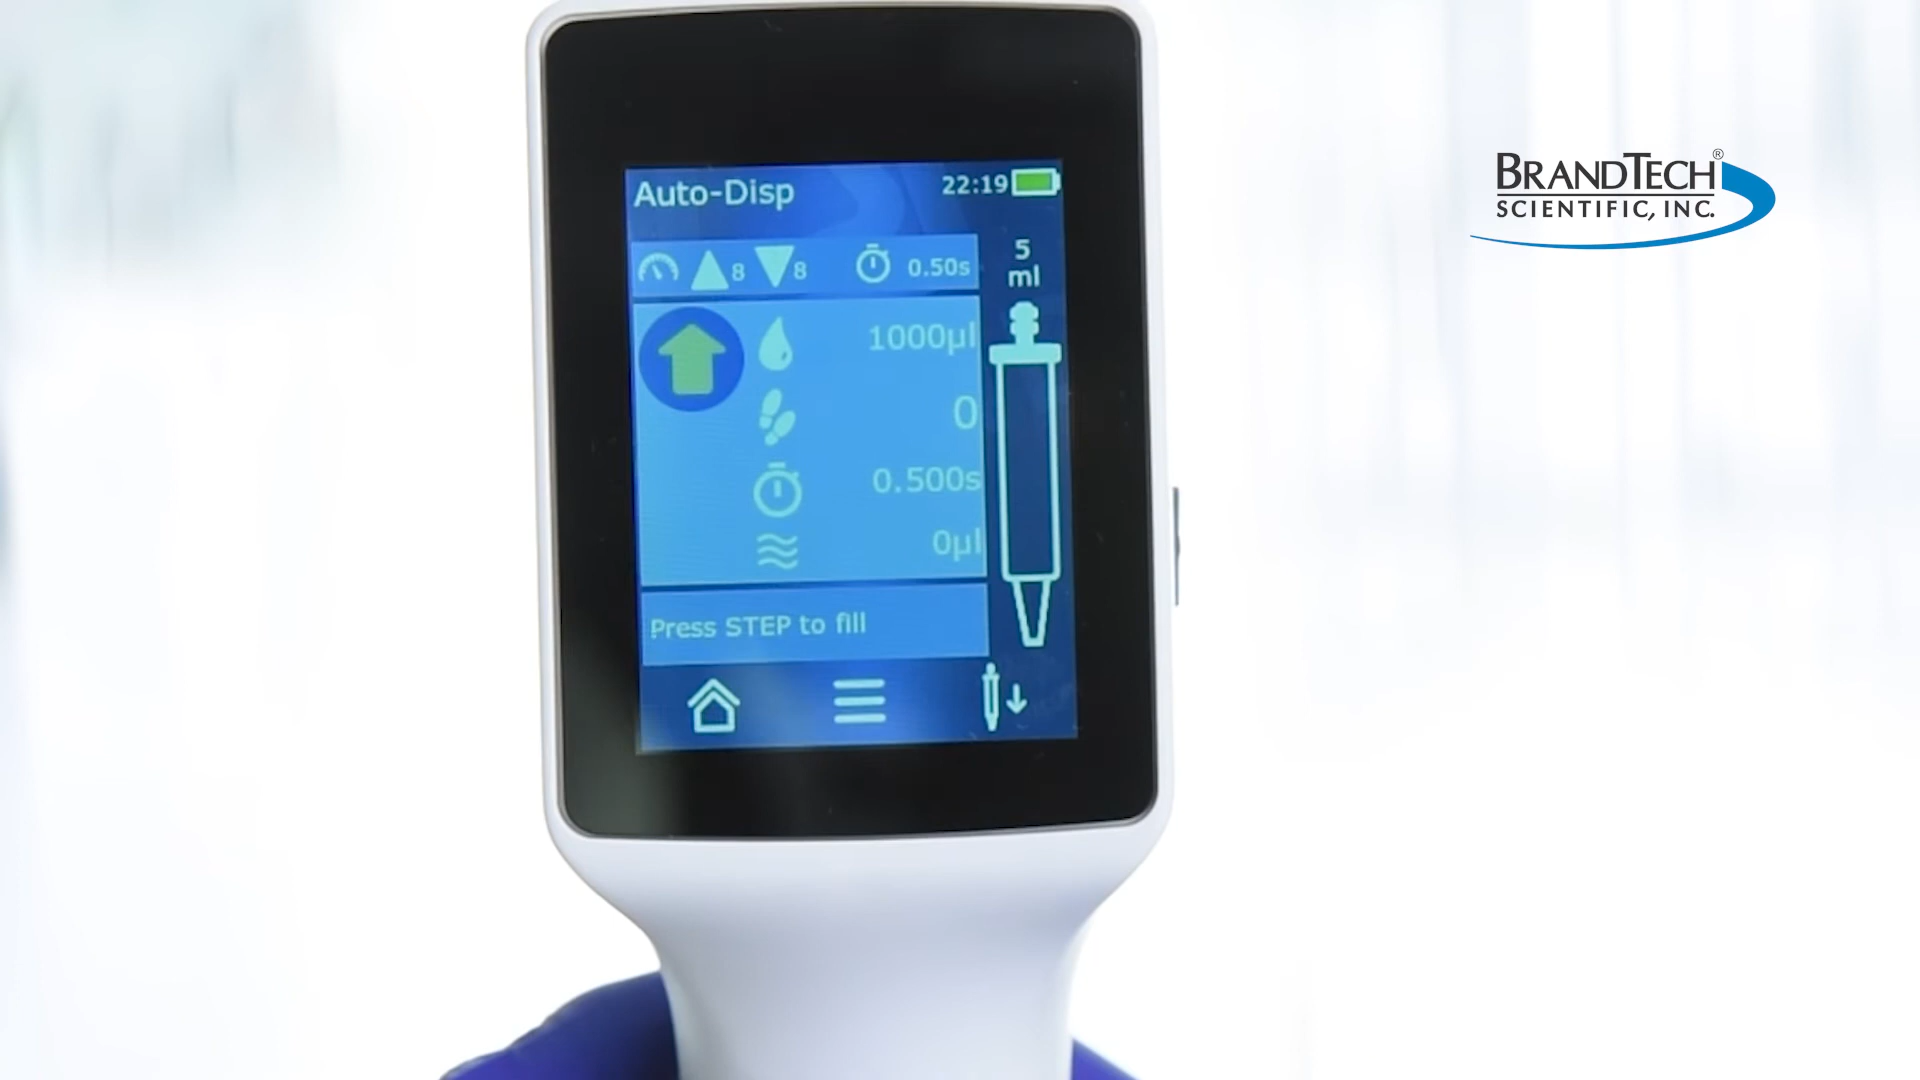 Auto-Disp
22:19
8 8 0.50s
5
ml
1000µl
0
0.500s
0µl
Press STEP to fill
BRANDTECH®
SCIENTIFIC, INC.